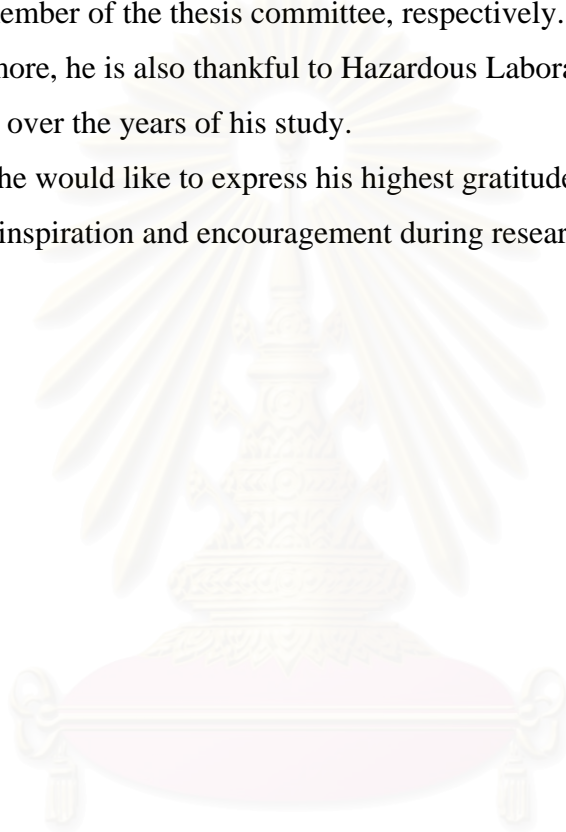 ember of the thesis committee, respectively.
nore, he is also thankful to Hazardous Labora
over the years of his study.
he would like to express his highest gratitude
inspiration and encouragement during resear